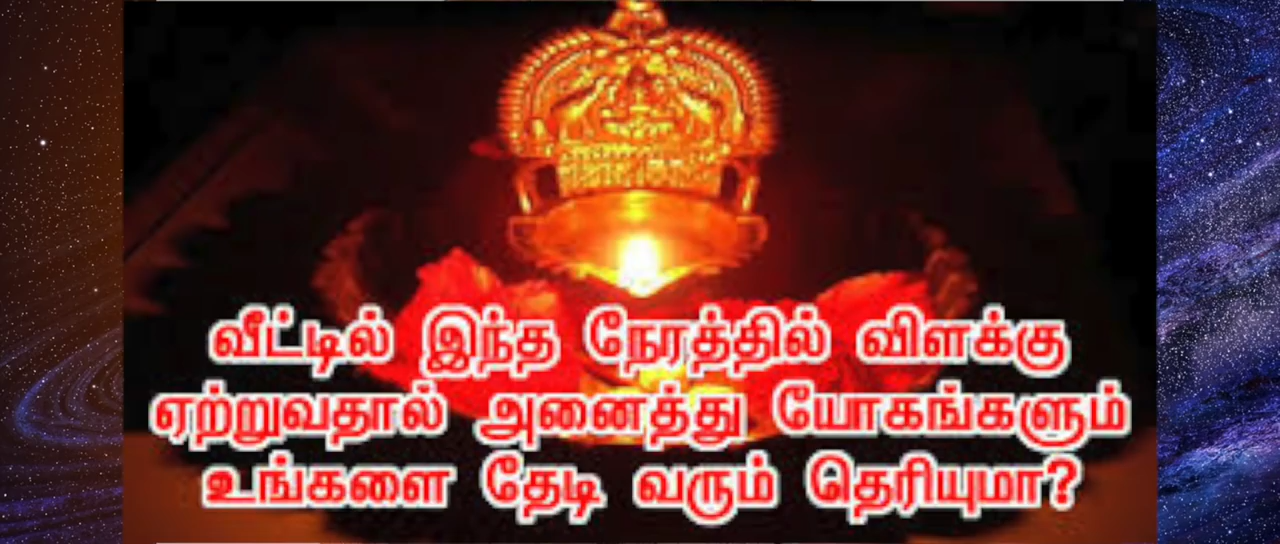 வீட்டில் இந்த நேரத்தில் விளக்கு
ஏற்றுவதால் அனைத்து யோகங்களும்
உங்களை தேடி வரும் தெரியுமா?